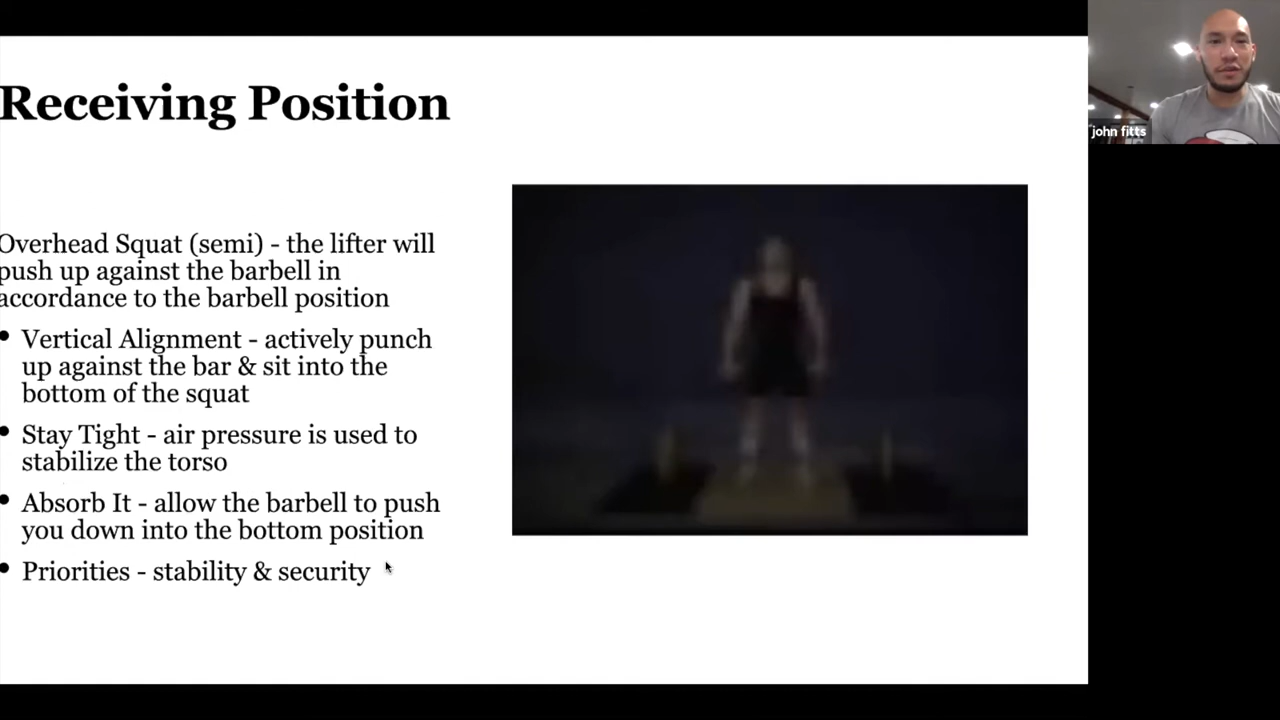 Receiving Position
Overhead Squat (semi) - the lifter will
push up against the barbell in
accordance to the barbell position
• Vertical Alignment - actively punch
up against the bar & sit into the
bottom of the squat
• Stay Tight - air pressure is used to
stabilize the torso
• Absorb It - allow the barbell to push
you down into the bottom position
• Priorities - stability & security
john fitts